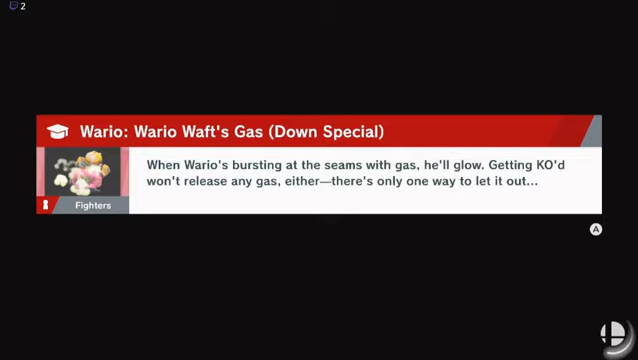 2
Wario: Wario Waft's Gas (Down Special)
When Wario's bursting at the seams with gas, he'll glow. Getting KO'd
won't release any gas, either—there's only one way to let it out...
Fighters
A